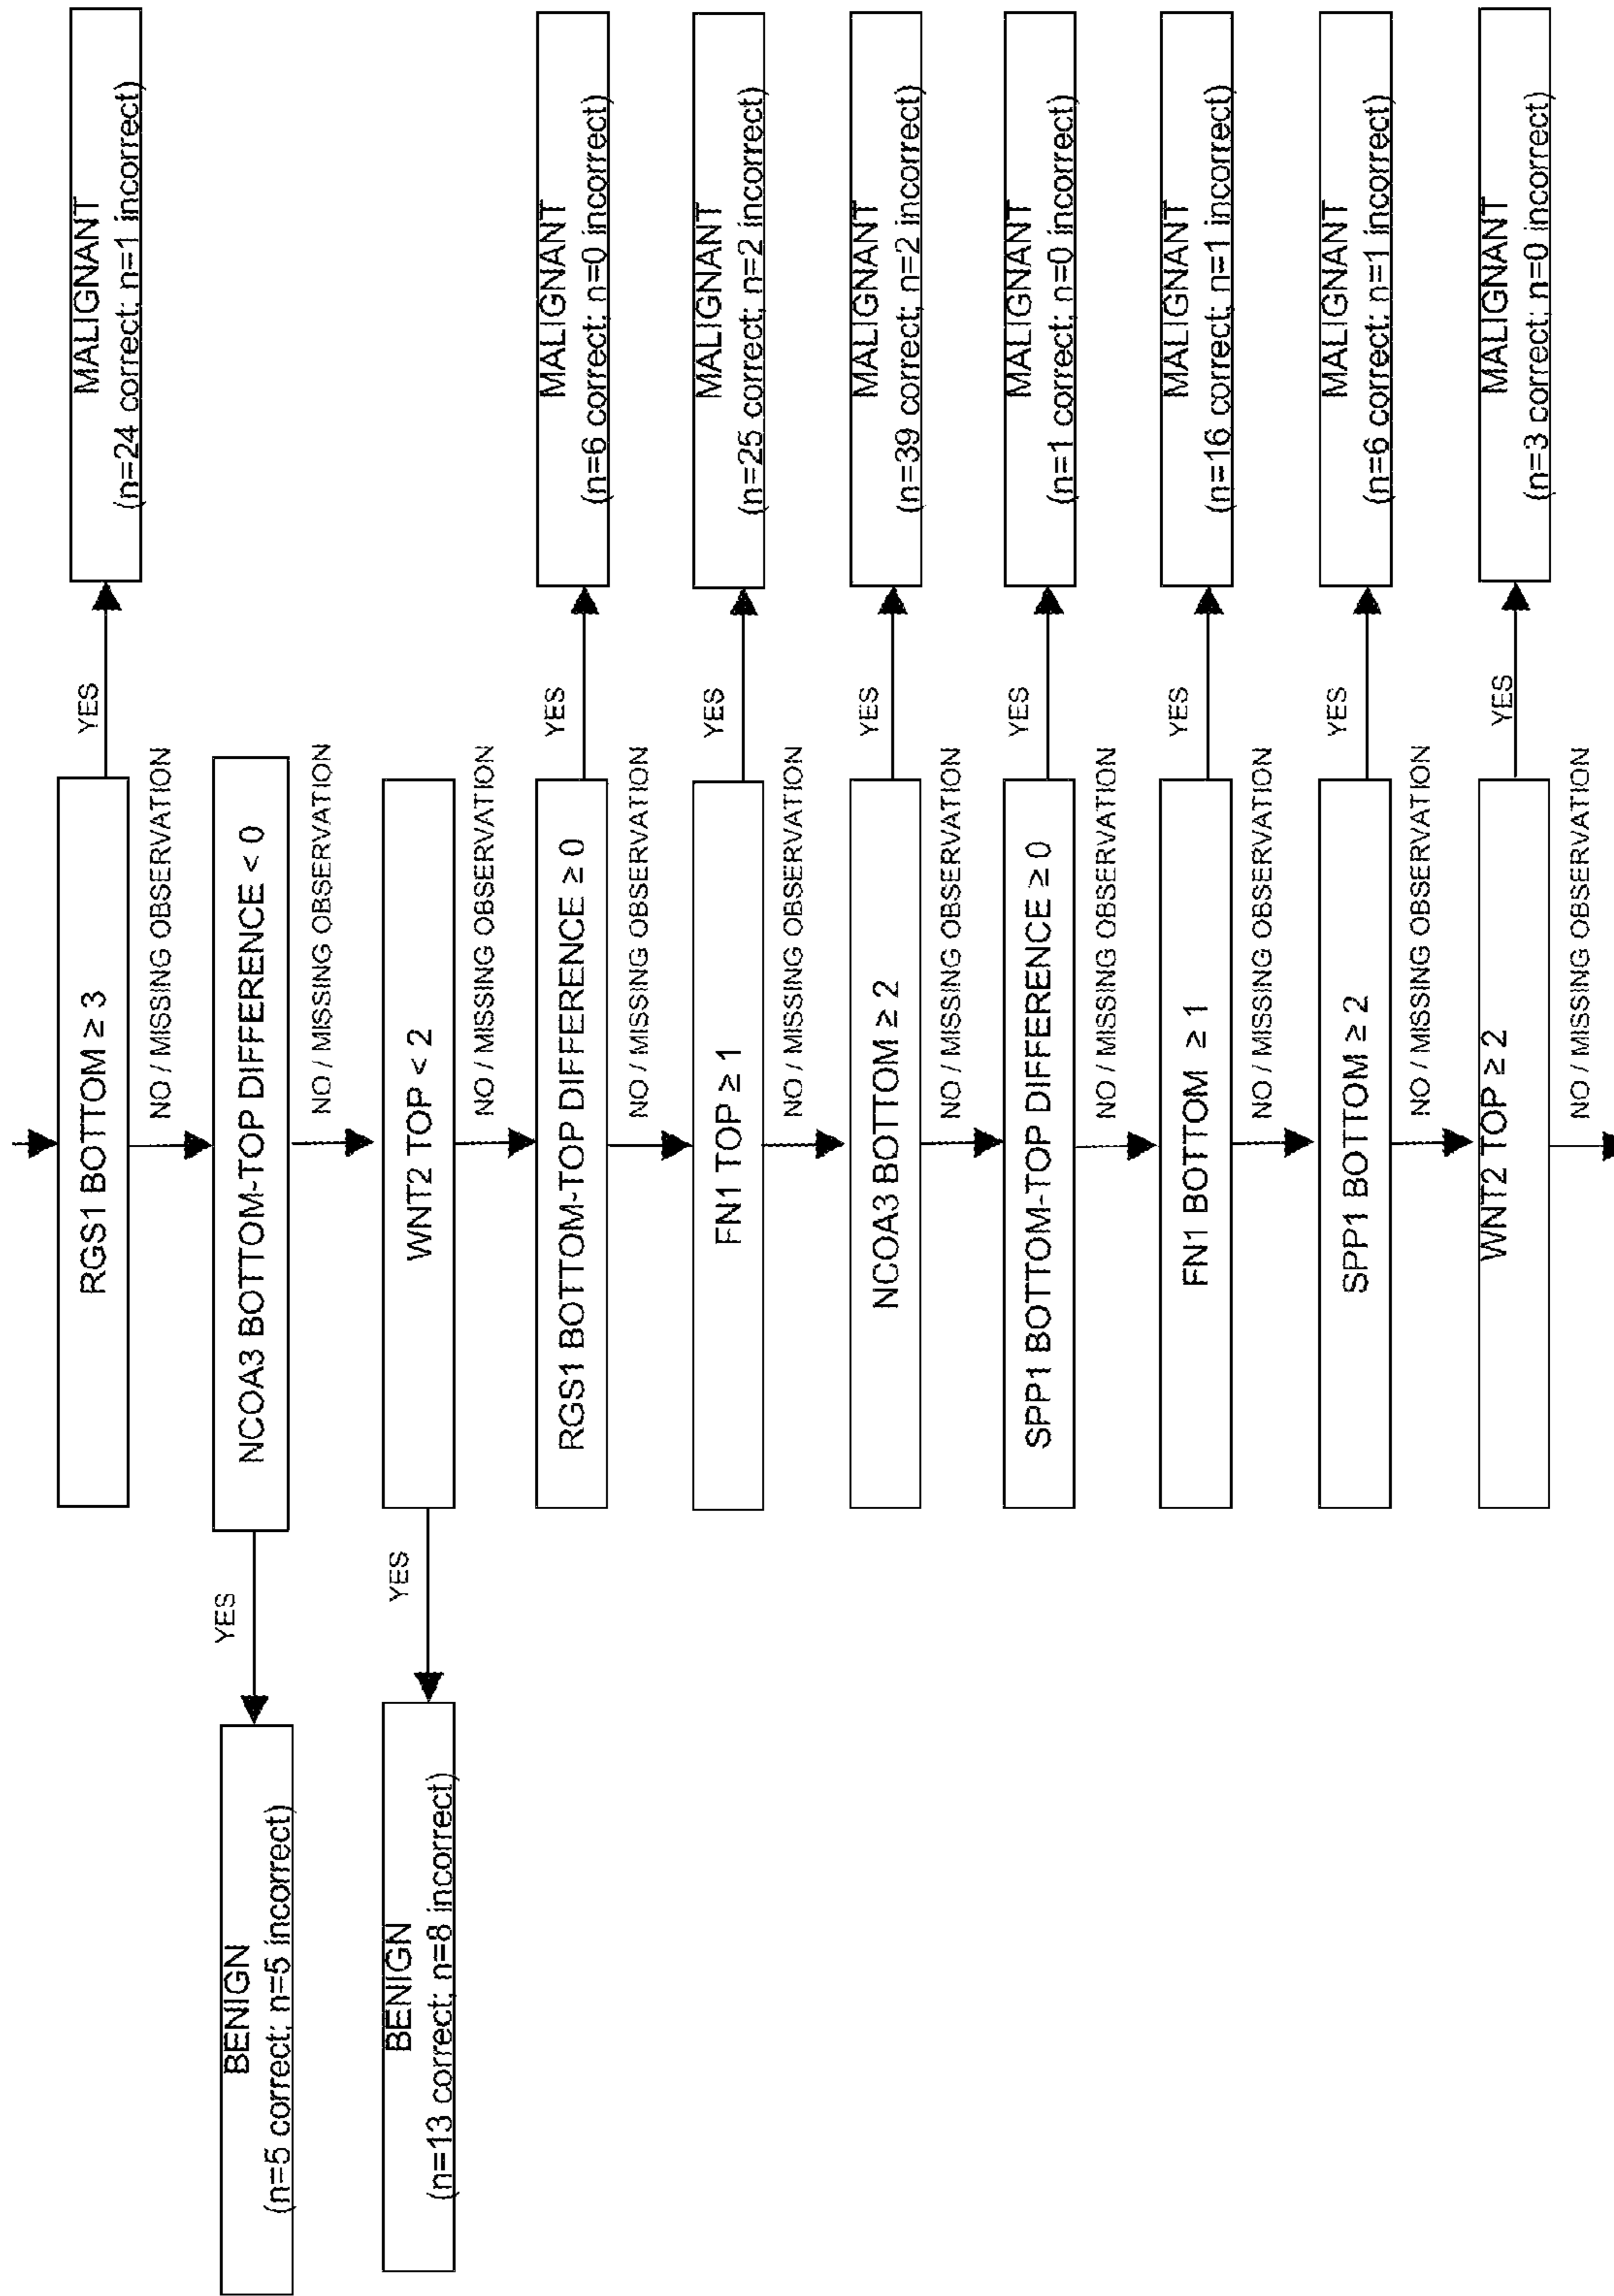 RGS1 BOTTOM ≥ 3
YES
MALIGNANT
(n=24 correct; n=1 incorrect)
NO / MISSING OBSERVATION
NCOA3 BOTTOM-TOP DIFFERENCE < 0
YES
BENIGN
(n=5 correct; n=5 incorrect)
NO / MISSING OBSERVATION
WNT2 TOP < 2
YES
BENIGN
(n=13 correct; n=8 incorrect)
NO / MISSING OBSERVATION
RGS1 BOTTOM-TOP DIFFERENCE ≥ 0
YES
MALIGNANT
(n=6 correct; n=0 incorrect)
NO / MISSING OBSERVATION
FN1 TOP ≥ 1
YES
MALIGNANT
(n=25 correct; n=2 incorrect)
NO / MISSING OBSERVATION
NCOA3 BOTTOM ≥ 2
YES
MALIGNANT
(n=39 correct; n=2 incorrect)
NO / MISSING OBSERVATION
SPP1 BOTTOM-TOP DIFFERENCE ≥ 0
YES
MALIGNANT
(n=1 correct; n=0 incorrect)
NO / MISSING OBSERVATION
FN1 BOTTOM ≥ 1
YES
MALIGNANT
(n=16 correct; n=1 incorrect)
NO / MISSING OBSERVATION
SPP1 BOTTOM ≥ 2
YES
MALIGNANT
(n=6 correct; n=1 incorrect)
NO / MISSING OBSERVATION
WNT2 TOP ≥ 2
YES
MALIGNANT
(n=3 correct; n=0 incorrect)
NO / MISSING OBSERVATION